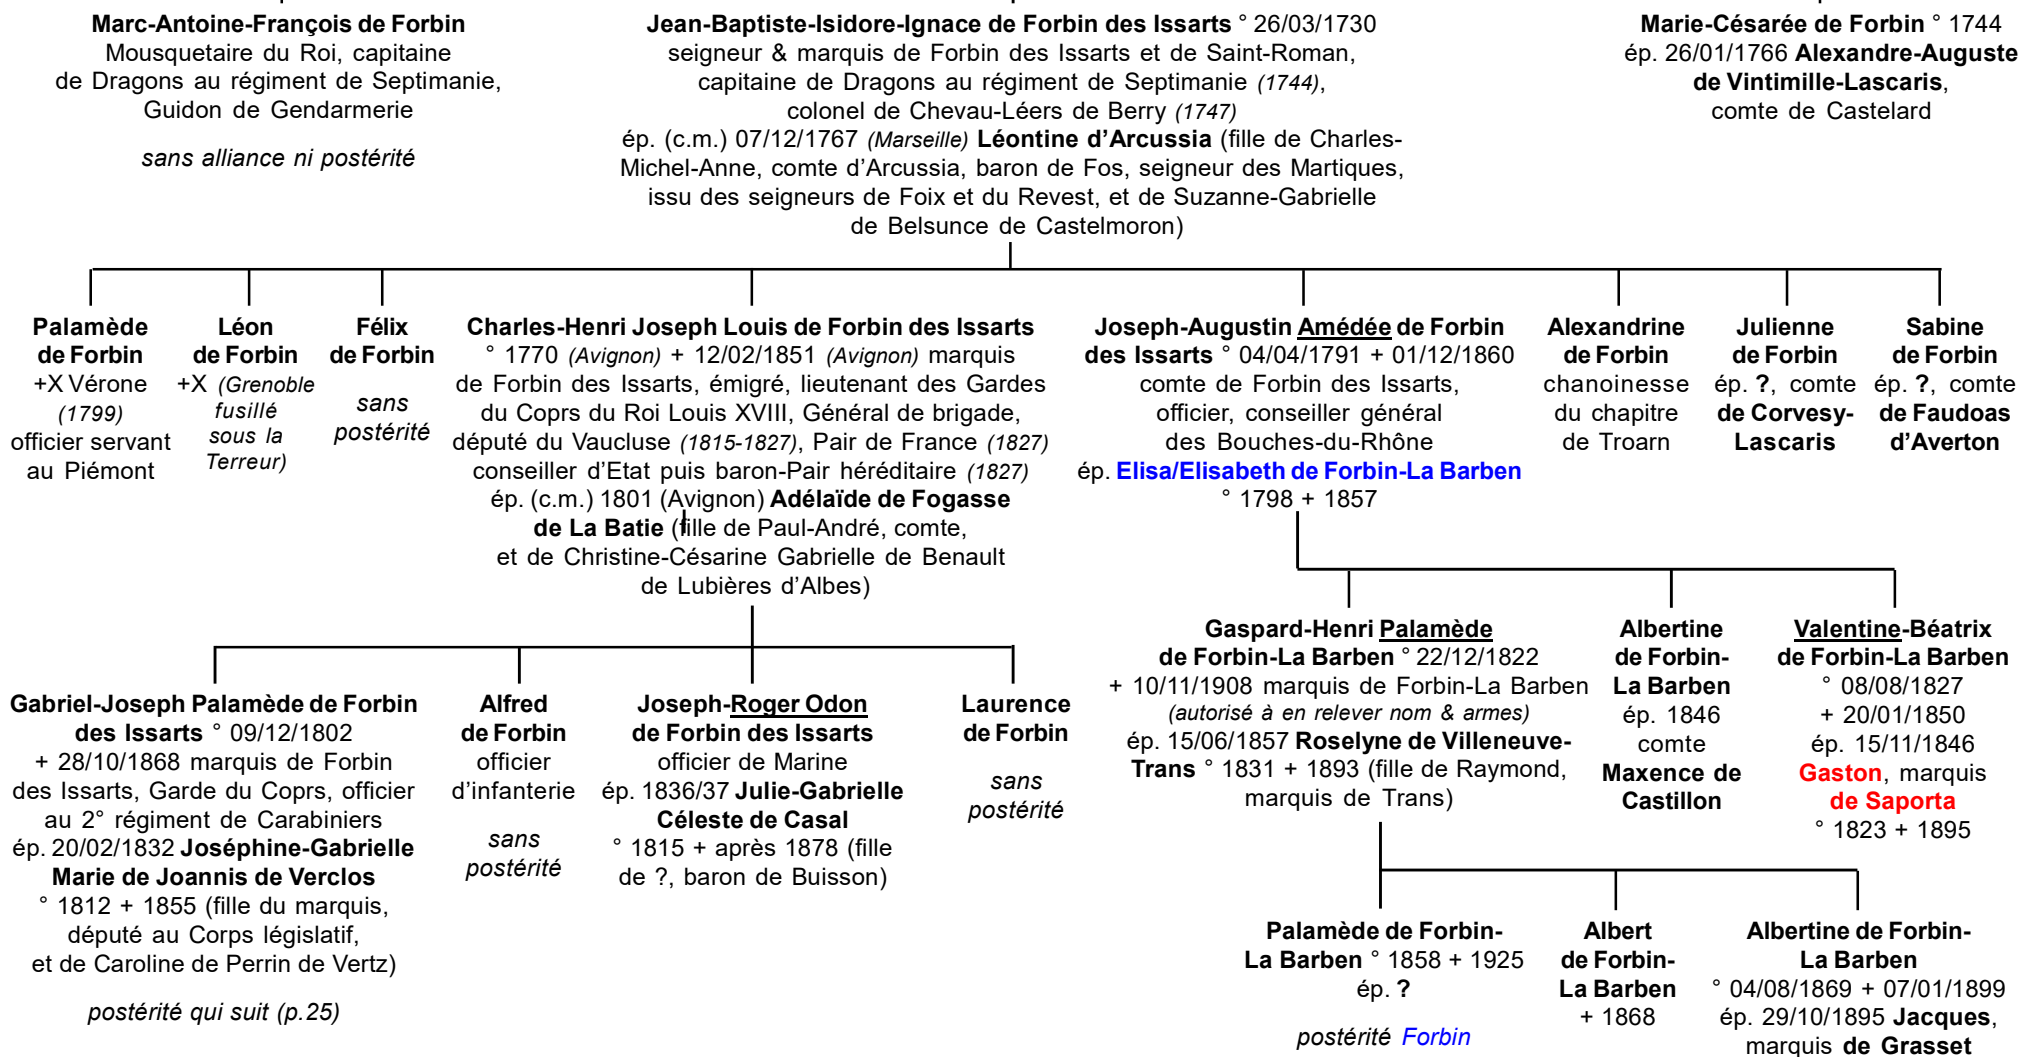 Marc-Antoine-François de Forbin
Mousquetaire du Roi, capitaine
de Dragons au régiment de Septimanie,
Guidon de Gendarmerie
sans alliance ni postérité
Jean-Baptiste-Isidore-Ignace de Forbin des Issarts ° 26/03/1730
seigneur & marquis de Forbin des Issarts et de Saint-Roman,
capitaine de Dragons au régiment de Septimanie (1744),
colonel de Chevau-Léers de Berry (1747)
ép. (c.m.) 07/12/1767 (Marseille) Léontine d'Arcussia (fille de Charles-
Michel-Anne, comte d'Arcussia, baron de Fos, seigneur des Martiques,
issu des seigneurs de Foix et du Revest, et de Suzanne-Gabrielle
de Belsunce de Castelmoron)
Marie-Césarée de Forbin ° 1744
ép. 26/01/1766 Alexandre-Auguste
de Vintimille-Lascaris,
comte de Castelard
Palamède
de Forbin
+X Vérone
(1799)
officier servant
au Piémont
Léon
de Forbin
+X (Grenoble
fusillé
sous la
Terreur)
Félix
de Forbin
sans
postérité
Charles-Henri Joseph Louis de Forbin des Issarts
° 1770 (Avignon) + 12/02/1851 (Avignon) marquis
de Forbin des Issarts, émigré, lieutenant des Gardes
du Coprs du Roi Louis XVIII, Général de brigade,
député du Vaucluse (1815-1827), Pair de France (1827)
conseiller d'Etat puis baron-Pair héréditaire (1827)
ép. (c.m.) 1801 (Avignon) Adélaïde de Fogasse
de La Batie (fille de Paul-André, comte,
et de Christine-Césarine Gabrielle de Benault
de Lubières d'Albes)
Joseph-Augustin Amédée de Forbin
des Issarts ° 04/04/1791 + 01/12/1860
comte de Forbin des Issarts,
officier, conseiller général
des Bouches-du-Rhône
ép. Elisa/Elisabeth de Forbin-La Barben
° 1798 + 1857
Alexandrine
de Forbin
chanoinesse
du chapitre
de Troarn
Julienne
de Forbin
ép. ?, comte
de Corvesy-
Lascaris
Sabine
de Forbin
ép. ?, comte
de Faudoas
d'Averton
Gabriel-Joseph Palamède de Forbin
des Issarts ° 09/12/1802
+ 28/10/1868 marquis de Forbin
des Issarts, Garde du Coprs, officier
au 2° régiment de Carabiniers
ép. 20/02/1832 Joséphine-Gabrielle
Marie de Joannis de Verclos
° 1812 + 1855 (fille du marquis,
député au Corps législatif,
et de Caroline de Perrin de Vertz)
postérité qui suit (p.25)
Alfred
de Forbin
officier
d'infanterie
sans
postérité
Joseph-Roger Odon
de Forbin des Issarts
officier de Marine
ép. 1836/37 Julie-Gabrielle
Céleste de Casal
° 1815 + après 1878 (fille
de ?, baron de Buisson)
Laurence
de Forbin
sans
postérité
Gaspard-Henri Palamède
de Forbin-La Barben ° 22/12/1822
+ 10/11/1908 marquis de Forbin-La Barben
(autorisé à en relever nom & armes)
ép. 15/06/1857 Roselyne de Villeneuve-
Trans ° 1831 + 1893 (fille de Raymond,
marquis de Trans)
Albertine
de Forbin-
La Barben
ép. 1846
comte
Maxence de
Castillon
Valentine-Béatrix
de Forbin-La Barben
° 08/08/1827
+ 20/01/1850
ép. 15/11/1846
Gaston, marquis
de Saporta
° 1823 + 1895
Palamède de Forbin-
La Barben ° 1858 + 1925
ép. ?
postérité Forbin
Albert
de Forbin-
La Barben
+ 1868
Albertine de Forbin-
La Barben
° 04/08/1869 + 07/01/1899
ép. 29/10/1895 Jacques,
marquis de Grasset